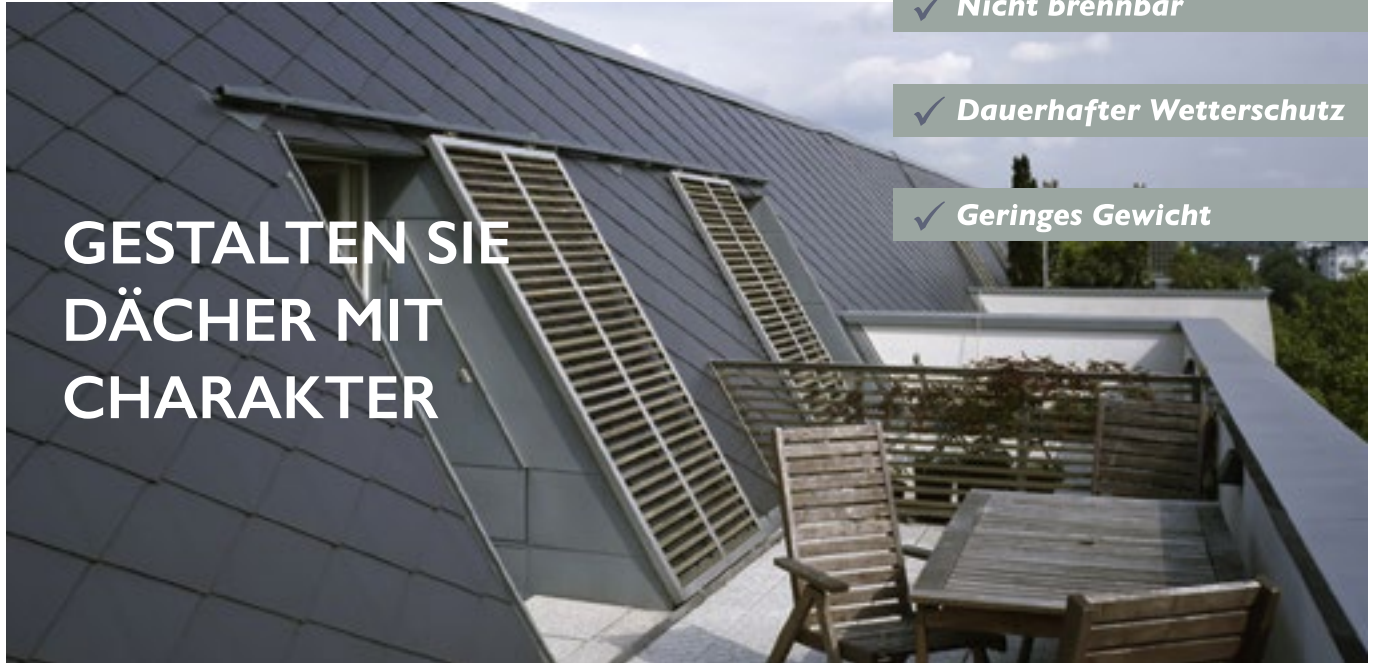 Nicht brennbar
Dauerhafter Wetterschutz
Geringes Gewicht
GESTALTEN SIE
DÄCHER MIT
CHARAKTER